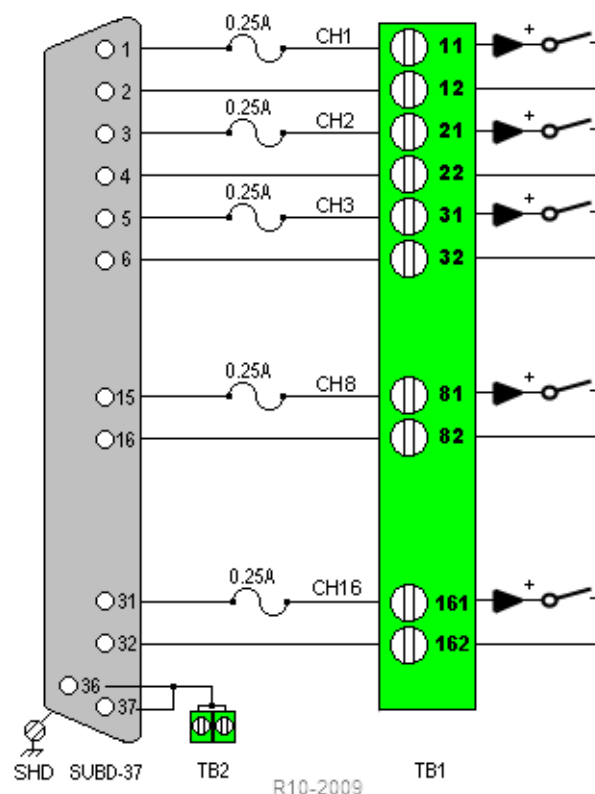 0.25A
1 CH1 11 +
2 12
0.25A
3 CH2 21 +
4 22
0.25A
5 CH3 31 +
6 32
0.25A
15 CH8 81 +
16 82
0.25A
31 CH16 161 +
32 162
36
37
SHD SUBD-37 TB2 TB1
R10-2009